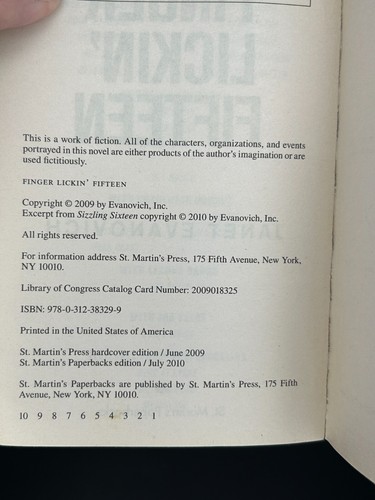 This is a work of fiction. All of the characters, organizations, and events
portrayed in this novel are either products of the author's imagination or are
used fictitiously.
FINGER LICKIN' FIFTEEN
Copyright © 2009 by Evanovich, Inc.
Excerpt from Sizzling Sixteen copyright © 2010 by Evanovich, Inc.
All rights reserved.
For information address St. Martin's Press, 175 Fifth Avenue, New York,
NY 10010.
Library of Congress Catalog Card Number: 2009018325
ISBN: 978-0-312-38329-9
Printed in the United States of America
St. Martin's Press hardcover edition / June 2009
St. Martin's Paperbacks edition / July 2010
St. Martin's Paperbacks are published by St. Martin's Press, 175 Fifth
Avenue, New York, NY 10010.
10 9 8 7 6 5 4 3 2 1